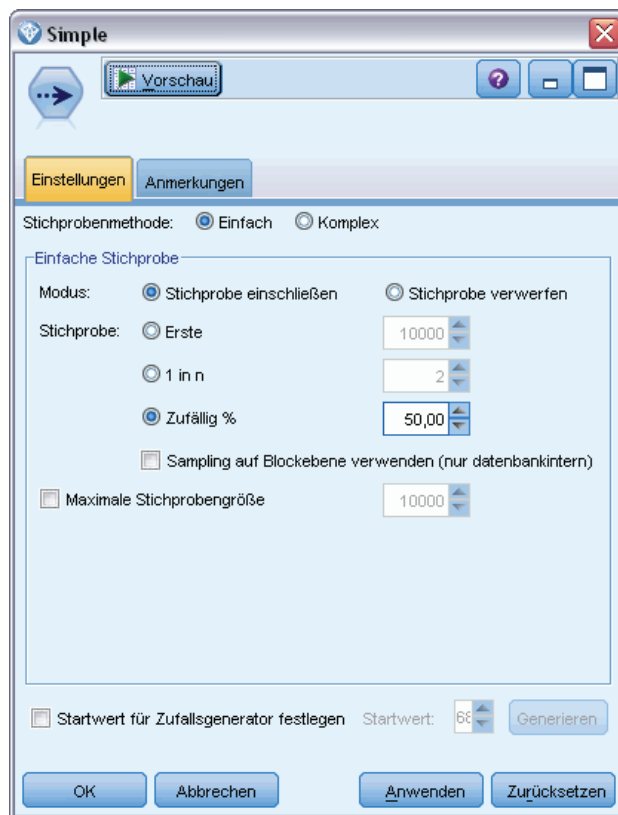 Simple
Vorschau
Einstellungen Anmerkungen
Stichprobenmethode: Einfach Komplex
Einfache Stichprobe
Modus: Stichprobe einschließen Stichprobe verwerfen
Stichprobe: Erste 10000
1 in n 2
Zufällig % 50,00
Sampling auf Blockebene verwenden (nur datenbankintern)
Maximale Stichprobengröße 10000
Startwert für Zufallsgenerator festlegen Startwert: Generieren
OK Abbrechen Anwenden Zurücksetzen